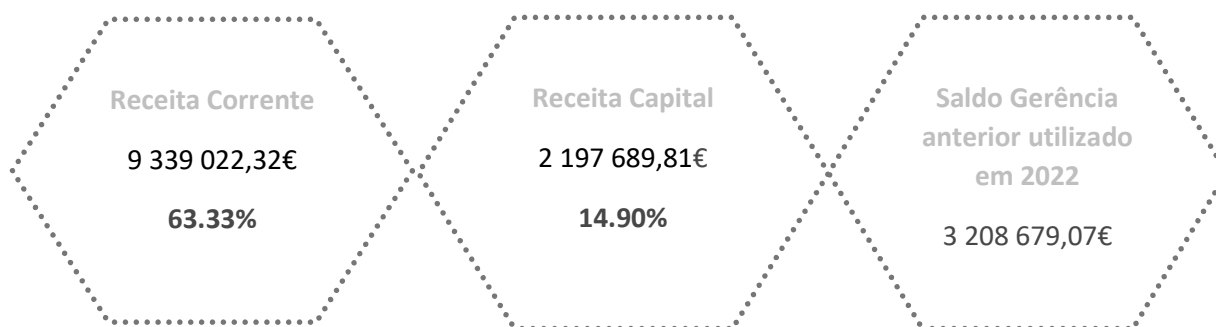 Receita Corrente
9 339 022,32€
63.33%
Receita Capital
2 197 689,81€
14.90%
Saldo Gerência
anterior utilizado
em 2022
3 208 679,07€